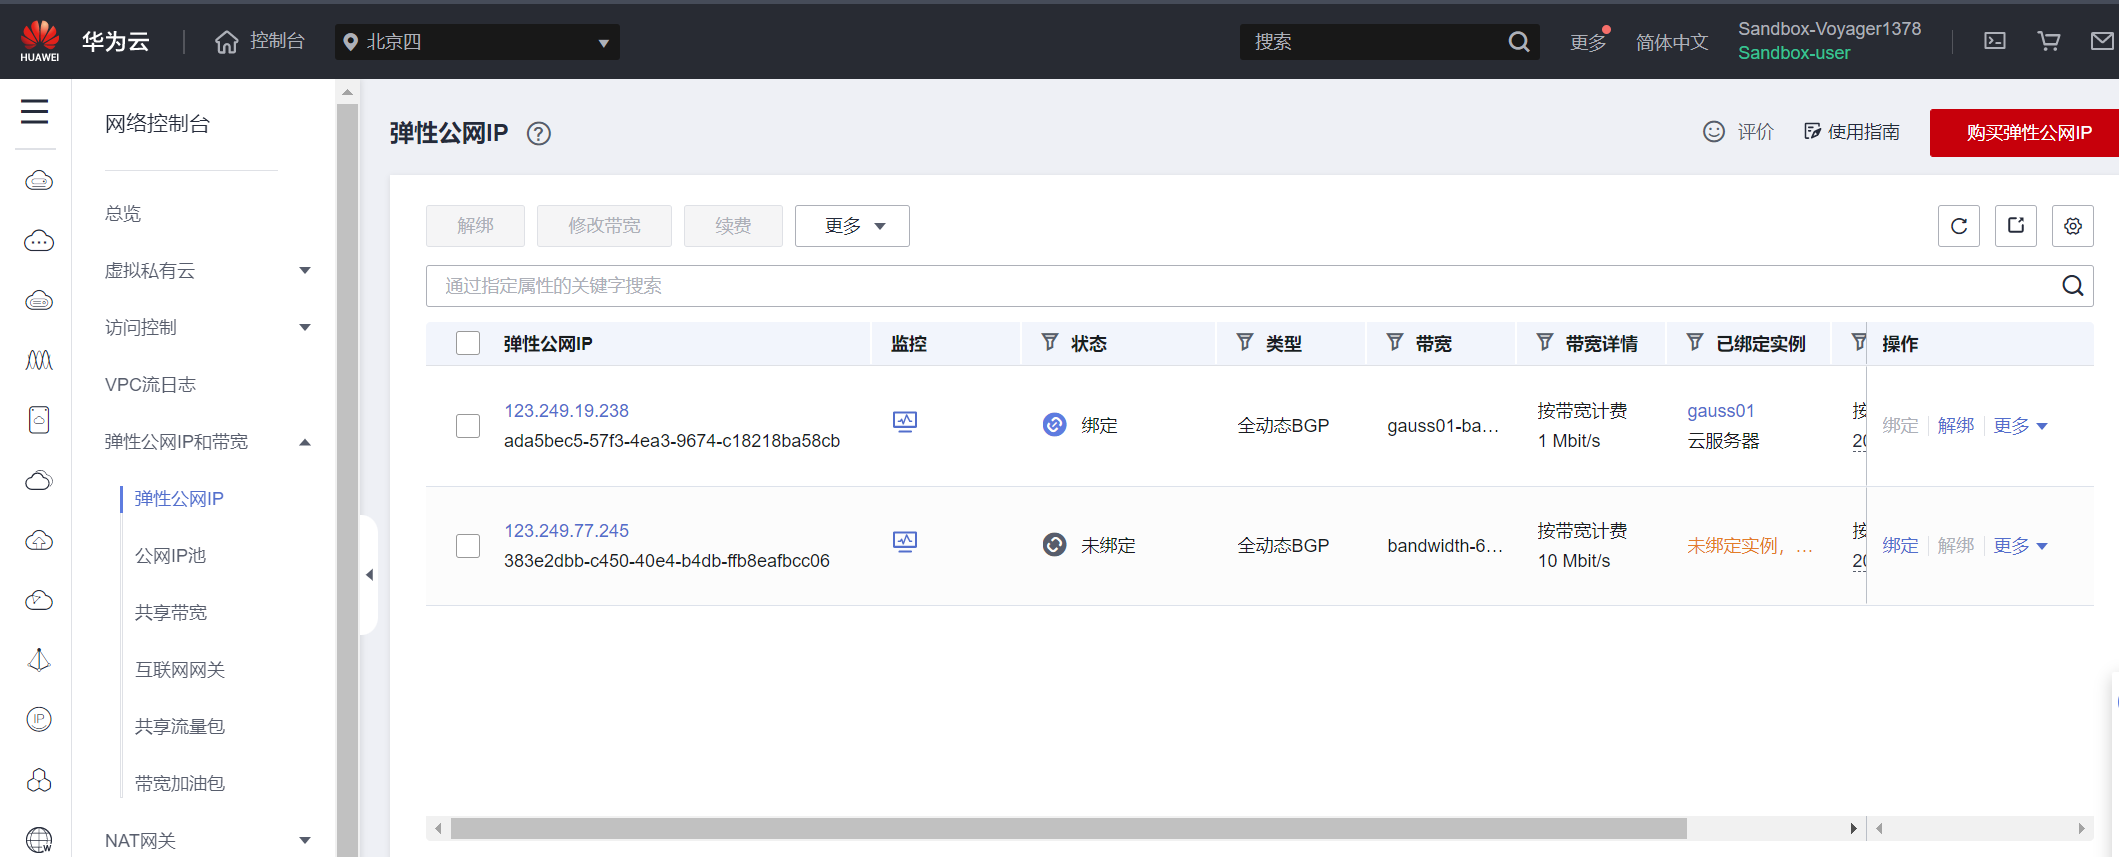 HUAWEI
华为云
控制台
北京四
搜索
更多
简体中文
Sandbox-Voyager1378
Sandbox-user
网络控制台
总览
虚拟私有云
访问控制
VPC流日志
弹性公网IP和带宽
弹性公网IP
公网IP池
共享带宽
互联网网关
共享流量包
带宽加油包
NAT网关
IP
W
弹性公网IP
?
评价
使用指南
购买弹性公网IP
解绑
修改带宽
续费
更多
通过指定属性的关键字搜索
弹性公网IP 监控 状态 类型 带宽 带宽详情 已绑定实例 操作
123.249.19.238
ada5bec5-57f3-4ea3-9674-c18218ba58cb
绑定
全动态BGP
gauss01-ba...
按带宽计费
1 Mbit/s
gauss01
云服务器
按
20
绑定 解绑 更多
123.249.77.245
383e2dbb-c450-40e4-b4db-ffb8eafbcc06
未绑定
全动态BGP
bandwidth-6...
按带宽计费
10 Mbit/s
未绑定实例，...
按
20
绑定 解绑 更多